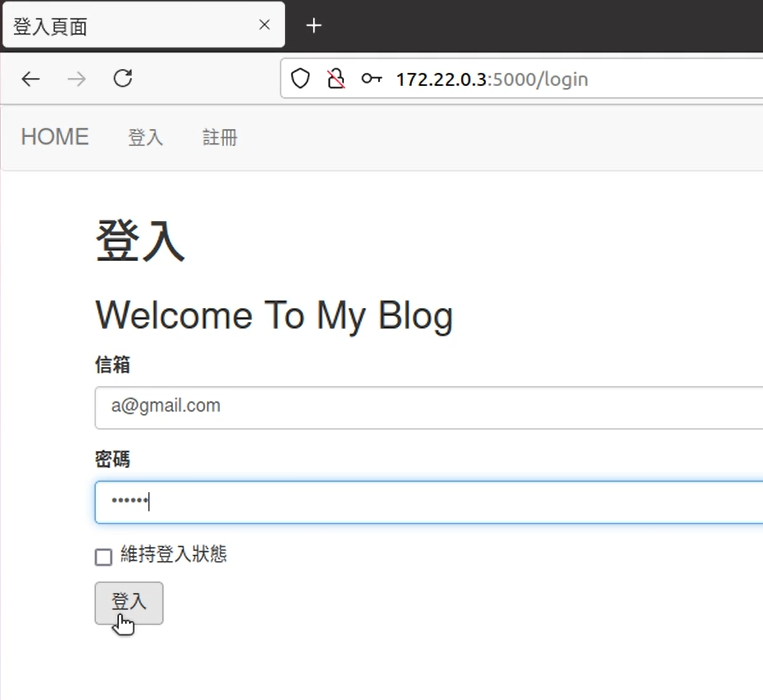 登入頁面
172.22.0.3:5000/login
HOME 登入 註冊
登入
Welcome To My Blog
信箱
a@gmail.com
密碼
••••••
維持登入狀態
登入